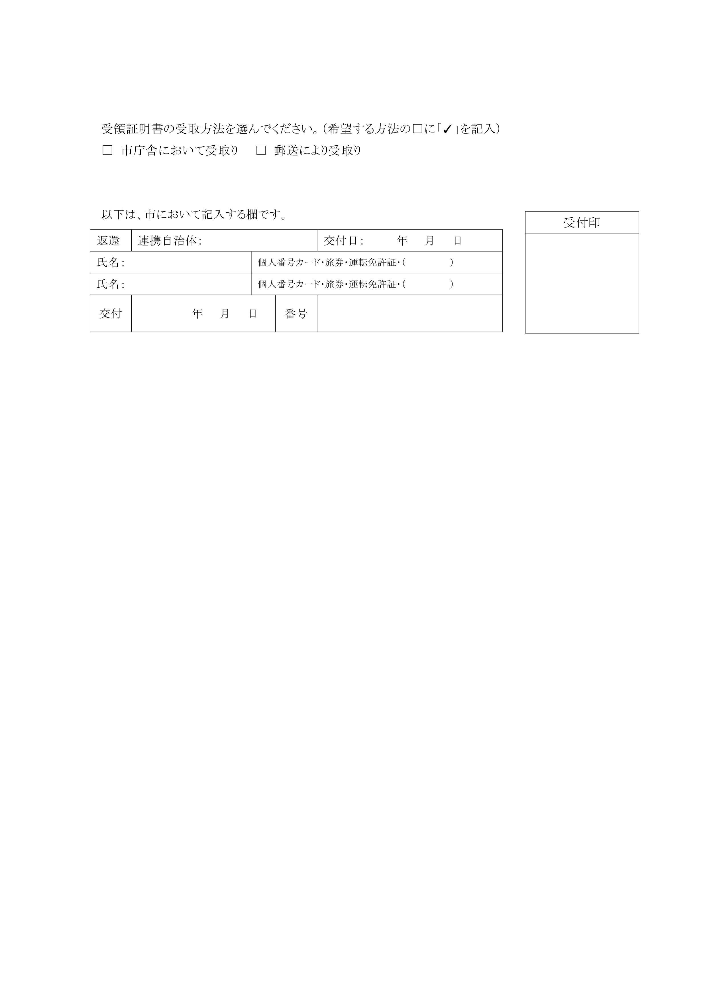 受領証明書の受取方法を選んでください。（希望する方法の□に「✓」を記入）
□ 市庁舎において受取り □ 郵送により受取り
以下は、市において記入する欄です。
受付印
返還 連携自治体： 交付日： 年 月 日
氏名： 個人番号カード・旅券・運転免許証・（ ）
氏名： 個人番号カード・旅券・運転免許証・（ ）
交付 年 月 日 番号